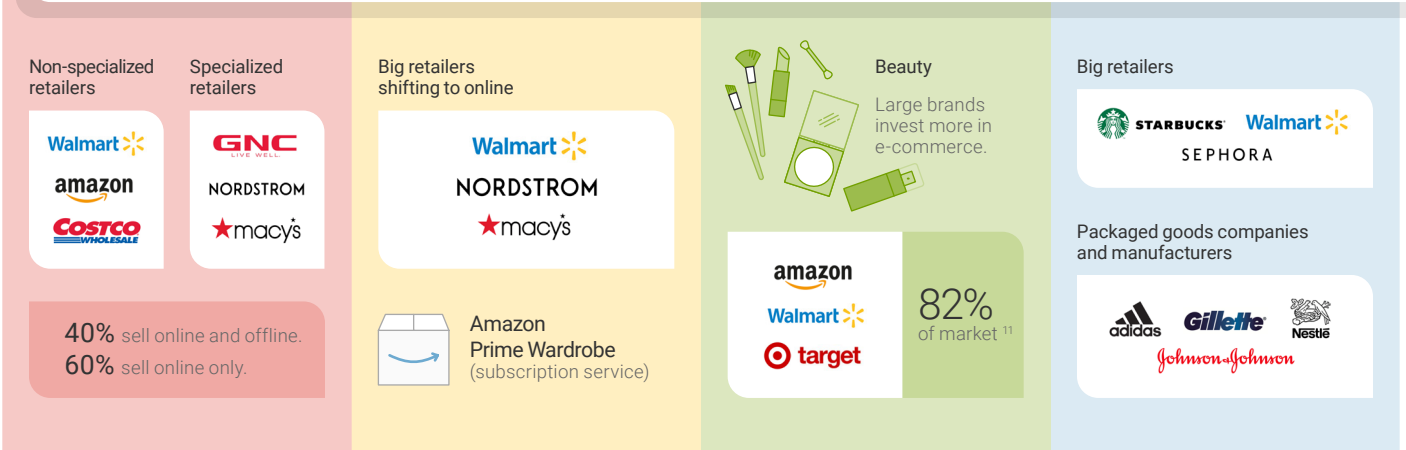 Non-specialized
retailers
Walmart
amazon
COSTCO
WHOLESALE
Specialized
retailers
GNC
LIVE WELL.
NORDSTROM
macy's
40% sell online and offline.
60% sell online only.
Big retailers
shifting to online
Walmart
NORDSTROM
macy's
Amazon
Prime Wardrobe
(subscription service)
Beauty
Large brands
invest more in
e-commerce.
amazon
Walmart
target
82%
of market 11
Big retailers
STARBUCKS Walmart
SEPHORA
Packaged goods companies
and manufacturers
adidas Gillette Nestle
Johnson&Johnson